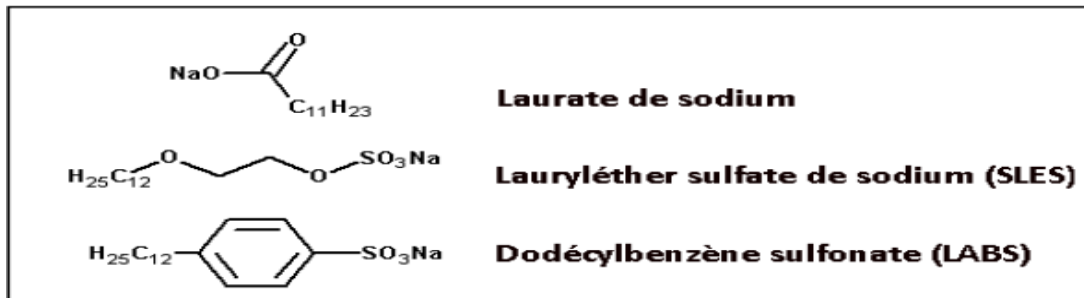 O
NaO
C₁₁H₂₃
Laurate de sodium
H₂₅C₁₂ O O SO₃Na
Lauryléther sulfate de sodium (SLES)
H₂₅C₁₂ SO₃Na
Dodécylbenzène sulfonate (LABS)